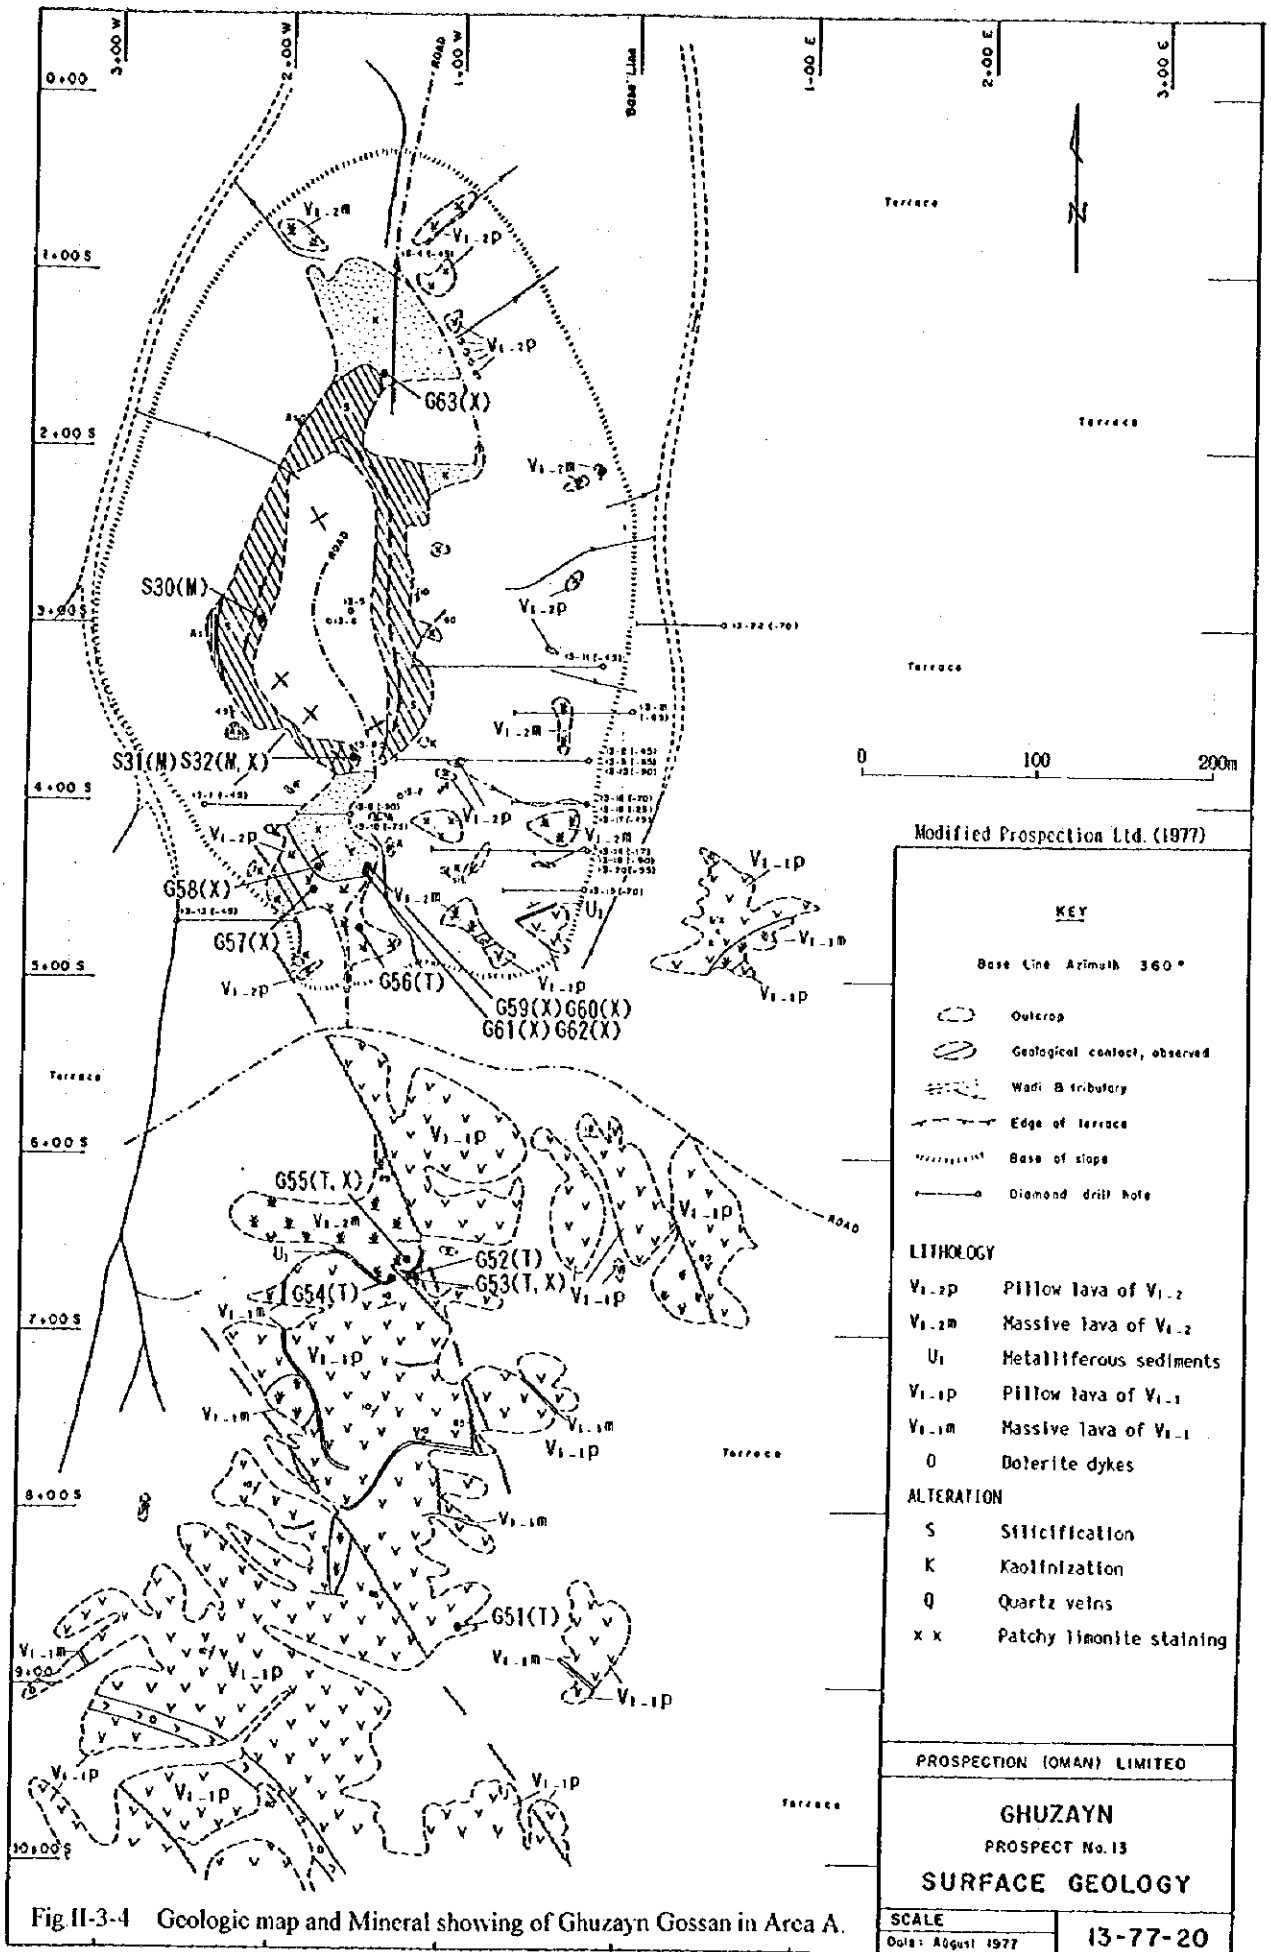 3+00 W
2+00 W
ROAD
1+00 W
Base Line
1+00 E
2+00 E
3+00 E
0+00
V₁₋₂m
V₁₋₂p
Terrace
N
1+00 S
V₁₋₂p
K
G63(X)
2+00 S
S
Terrace
V₁₋₂m
K
ROAD
S30(M)
V₁₋₂p
3+00 S
13-22 (-70)
Terrace
V₁₋₂m
S31(M) S32(M, X)
0 100 200m
4+00 S
V₁₋₂p
V₁₋₂p
V₁₋₂m
Modified Prospection Ltd. (1977)
V₁₋₁p
G58(X)
V₁₋₂m
U₁
G57(X)
V₁₋₁m
G56(T)
5+00 S
V₁₋₂p
V₁₋₂p
V₁₋₁p
G59(X) G60(X)
G61(X) G62(X)
Terrace
6+00 S
V₁₋₁p
G55(T, X)
V₁₋₂m
V₁₋₁p
ROAD
U₁
G52(T)
G54(T)
G53(T, X)
V₁₋₁p
7+00 S
V₁₋₁m
V₁₋₁p
V₁₋₁m
V₁₋₁m
V₁₋₁p
Terrace
8+00 S
V₁₋₁m
G51(T)
V₁₋₁m
9+00
V₁₋₁p
V₁₋₁m
V₁₋₁p
V₁₋₁p
V₁₋₁p
V₁₋₁p
Terrace
10+00 S
KEY
Base Line Azimuth 360°
Outcrop
Geological contact, observed
Wadi & tributary
Edge of terrace
Base of slope
Diamond drill hole
LITHOLOGY
V₁₋₂p Pillow lava of V₁₋₂
V₁₋₂m Massive lava of V₁₋₂
U₁ Metalliferous sediments
V₁₋₁p Pillow lava of V₁₋₁
V₁₋₁m Massive lava of V₁₋₁
D Dolerite dykes
ALTERATION
S Silicification
K Kaolinization
Q Quartz veins
x x Patchy limonite staining
PROSPECTION (OMAN) LIMITED
GHUZAYN
PROSPECT No. 13
SURFACE GEOLOGY
SCALE
Date: August 1977
13-77-20
Fig.II-3-4 Geologic map and Mineral showing of Ghuzayn Gossan in Area A.